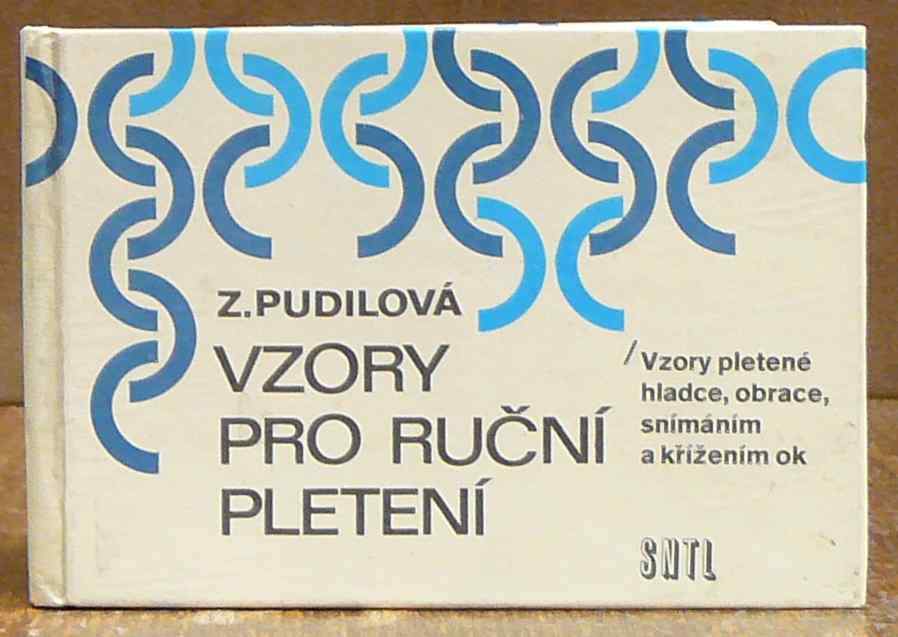 Z. PUDILOVÁ
VZORY
PRO RUČNÍ
PLETENÍ
/Vzory pletené
hladce, obrace,
snímáním
a křížením ok
SNTL